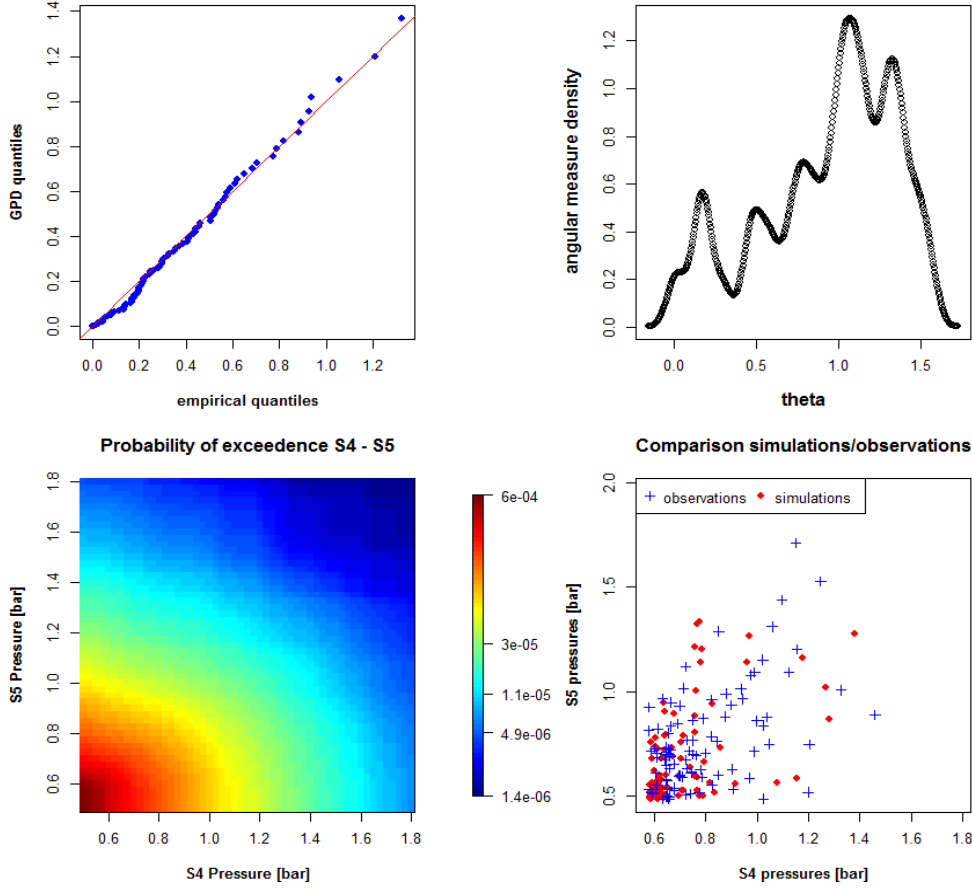 1.4
1.2
1.0
0.8
0.6
0.4
0.2
0.0
GPD quantiles
0.0 0.2 0.4 0.6 0.8 1.0 1.2
empirical quantiles
1.2
1.0
0.8
0.6
0.4
0.2
0.0
angular measure density
0.0 0.5 1.0 1.5
theta
Probability of exceedence S4 - S5
1.8
1.6
1.4
1.2
1.0
0.8
0.6
S5 Pressure [bar]
0.6 0.8 1.0 1.2 1.4 1.6 1.8
S4 Pressure [bar]
6e-04
3e-05
1.1e-05
4.9e-06
1.4e-06
Comparison simulations/observations
observations simulations
2.0
1.5
1.0
0.5
S5 pressures [bar]
0.6 0.8 1.0 1.2 1.4 1.6 1.8
S4 pressures [bar]